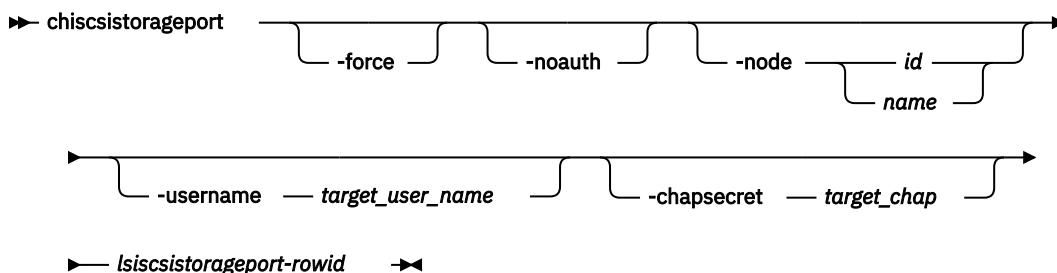 chiscsistorageport
-force -noauth -node id
name
-username target_user_name -chapsecret target_chap
lsiscsistorageport-rowid